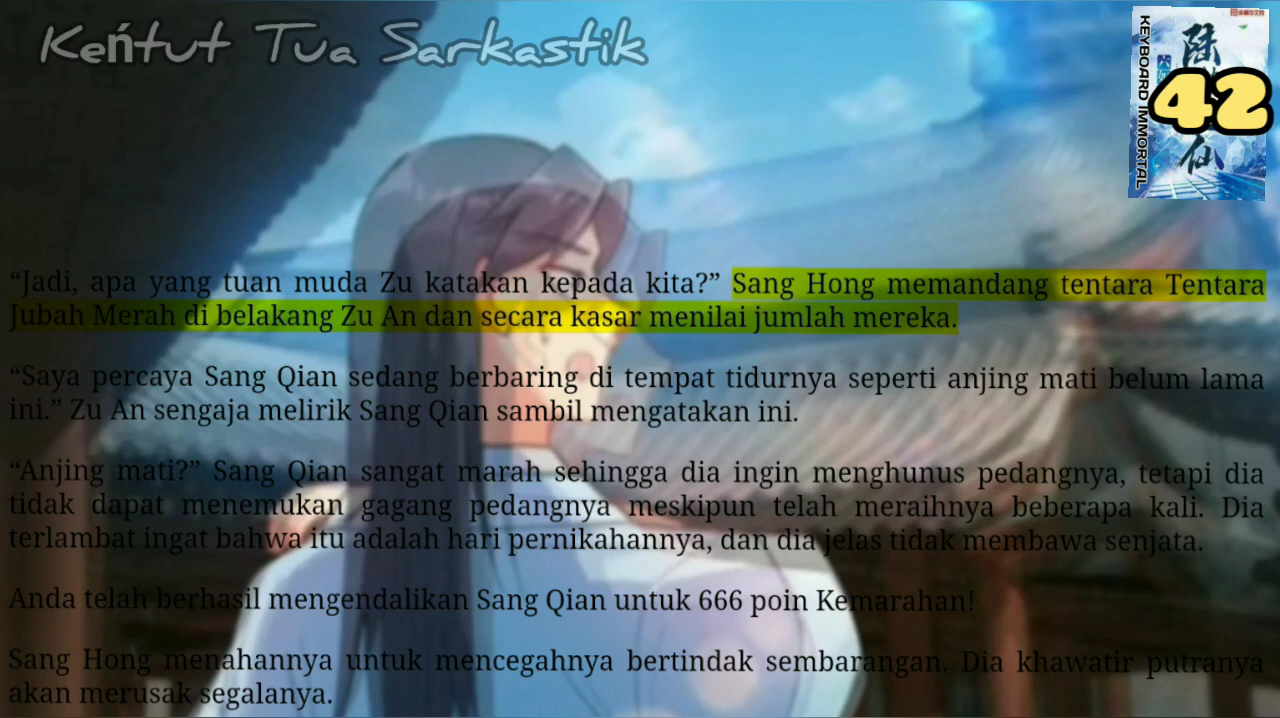 Keńtut Tua Sarkastik
KEYBOARD IMMORTAL
42
“Jadi, apa yang tuan muda Zu katakan kepada kita?” Sang Hong memandang tentara Tentara
Jubah Merah di belakang Zu An dan secara kasar menilai jumlah mereka.
“Saya percaya Sang Qian sedang berbaring di tempat tidurnya seperti anjing mati belum lama
ini.” Zu An sengaja melirik Sang Qian sambil mengatakan ini.
“Anjing mati?” Sang Qian sangat marah sehingga dia ingin menghunus pedangnya, tetapi dia
tidak dapat menemukan gagang pedangnya meskipun telah meraihnya beberapa kali. Dia
terlambat ingat bahwa itu adalah hari pernikahannya, dan dia jelas tidak membawa senjata.
Anda telah berhasil mengendalikan Sang Qian untuk 666 poin Kemarahan!
Sang Hong menahannya untuk mencegahnya bertindak sembarangan. Dia khawatir putranya
akan merusak segalanya.